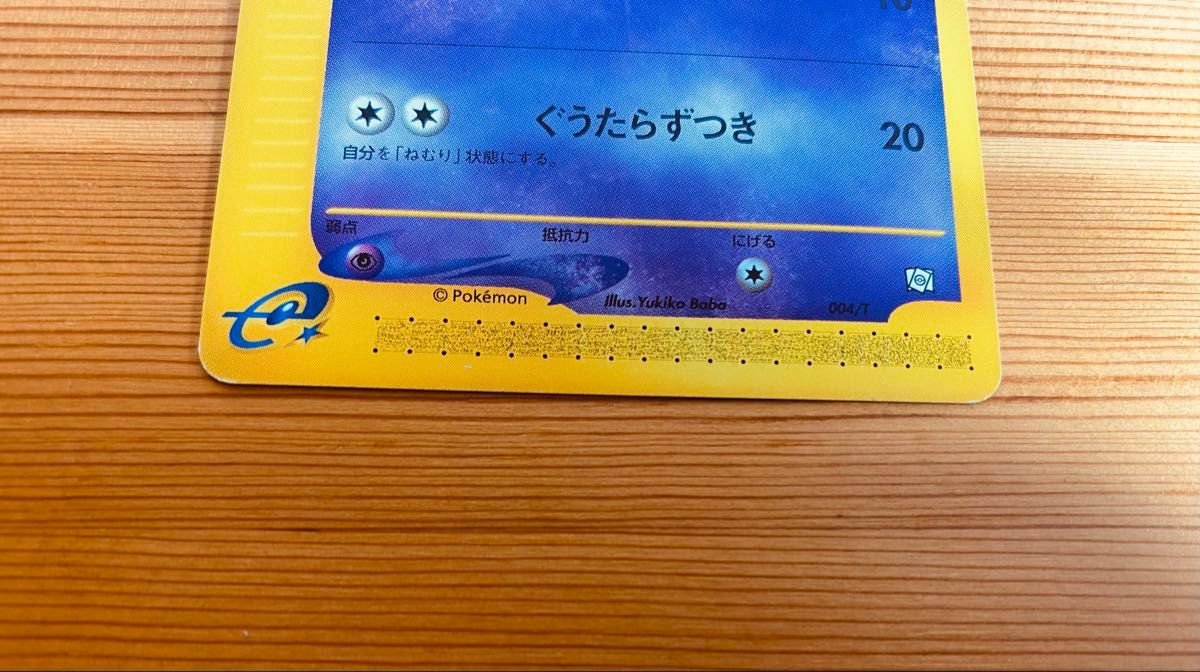 ぐうたらずつき 20
自分を「ねむり」状態にする。
弱点 抵抗力 にげる
© Pokémon Illus.Yukiko Baba 004/T